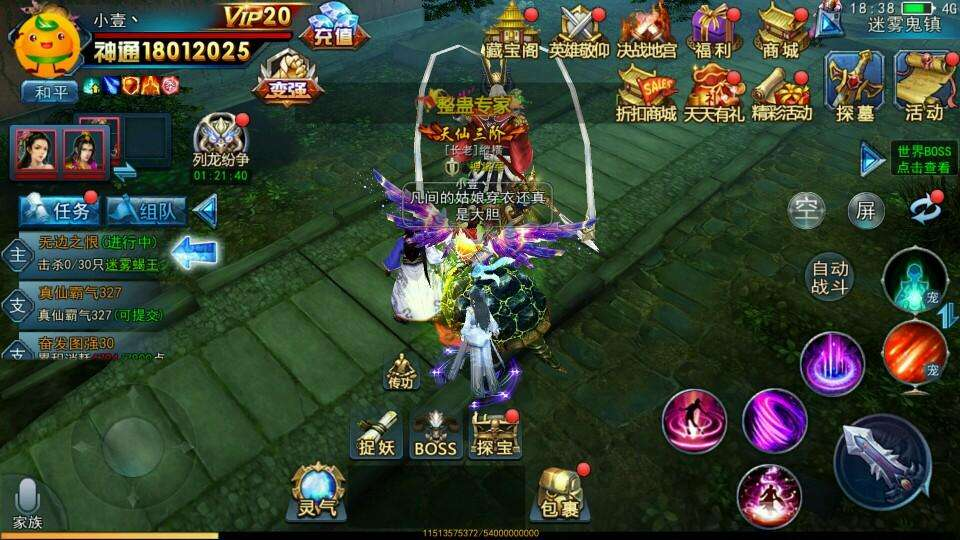 小壹丶
VIP20
神通18012025
充值
和平
变强
藏宝阁
英雄敬仰
决战地宫
福利
商城
18:38
4G
迷雾鬼镇
SALE
折扣商城
天天有礼
精彩活动
探墓
活动
世界BOSS
点击查看
列龙纷争
01:21:40
整蛊专家
天仙三阶
[长老]縱橫
小壹丶
凡间的姑娘穿衣还真
是大胆
任务
组队
主
无边之恨(进行中)
击杀0/30只迷雾蝎王
支
真仙霸气327
真仙霸气327(可提交)
支
奋发图强30
空
屏
自动
战斗
宠
宠
传功
捉妖
BOSS
探宝
灵气
包裹
家族
11513575372/54000000000